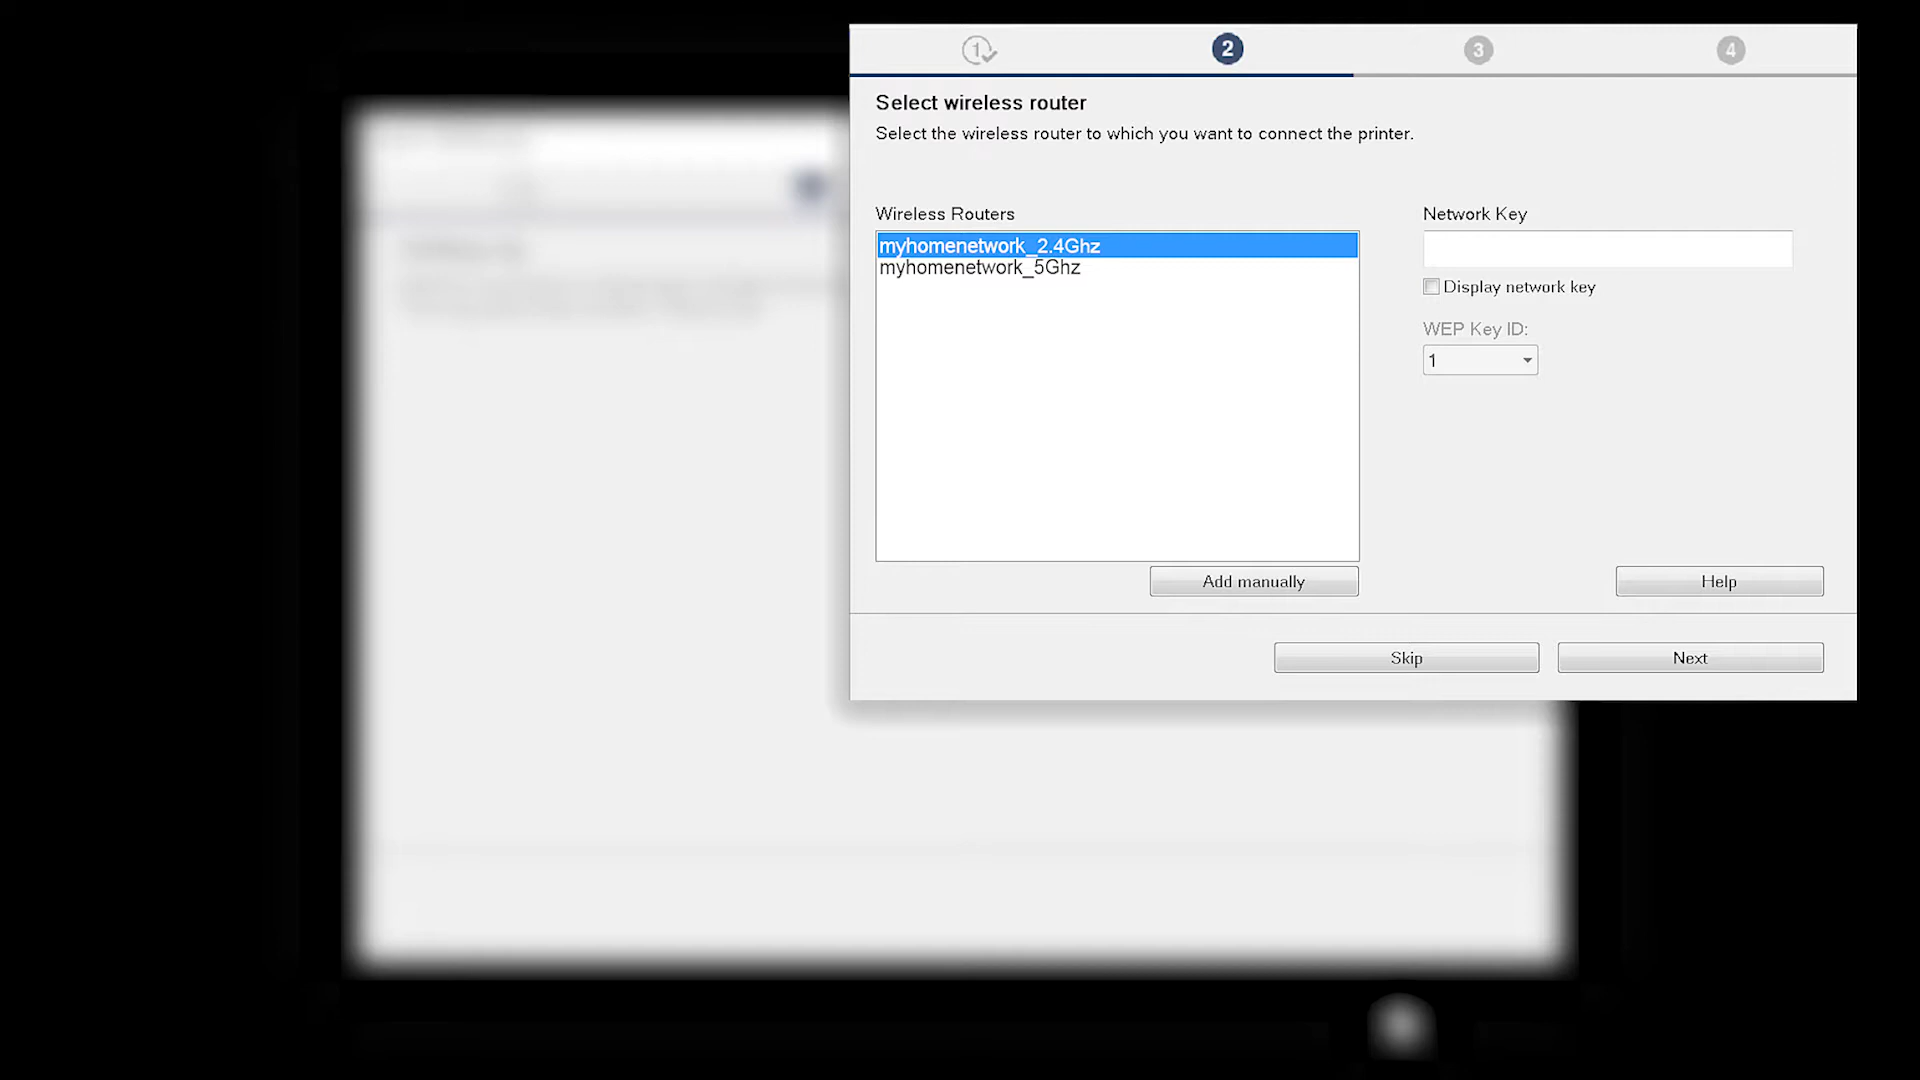 1 2 3 4
Select wireless router
Select the wireless router to which you want to connect the printer.
Wireless Routers
myhomenetwork_2.4Ghz
myhomenetwork_5Ghz
Add manually
Network Key
Display network key
WEP Key ID:
1
Help
Skip
Next